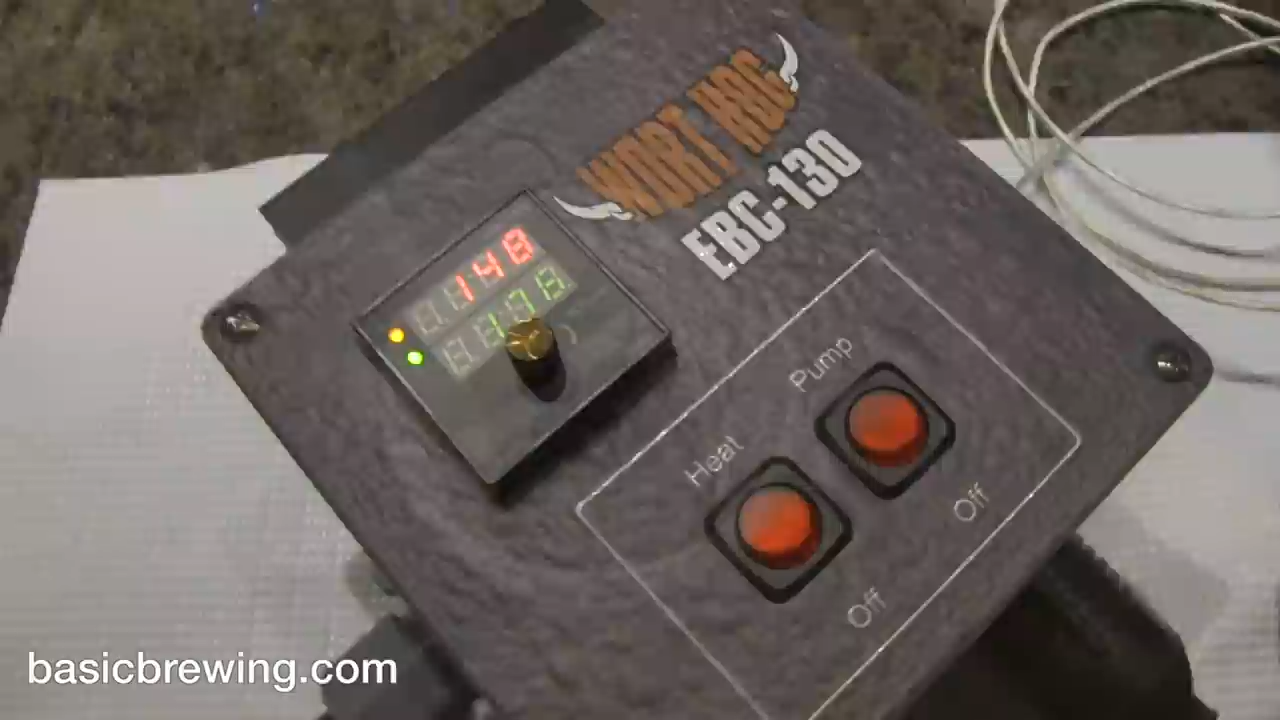 WORT HOG
EBC-130
148
Pump
Heat
Off
Off
basicbrewing.com